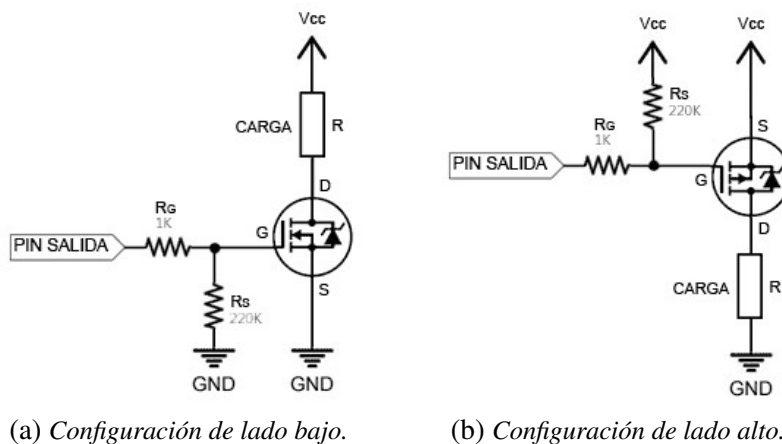 Vcc
CARGA R
D
RG
1K
PIN SALIDA
G
S
Rs
220K
GND GND
(a) Configuración de lado bajo.
Vcc Vcc
Rs
220K
S
RG
1K
PIN SALIDA
G
D
CARGA R
GND
(b) Configuración de lado alto.